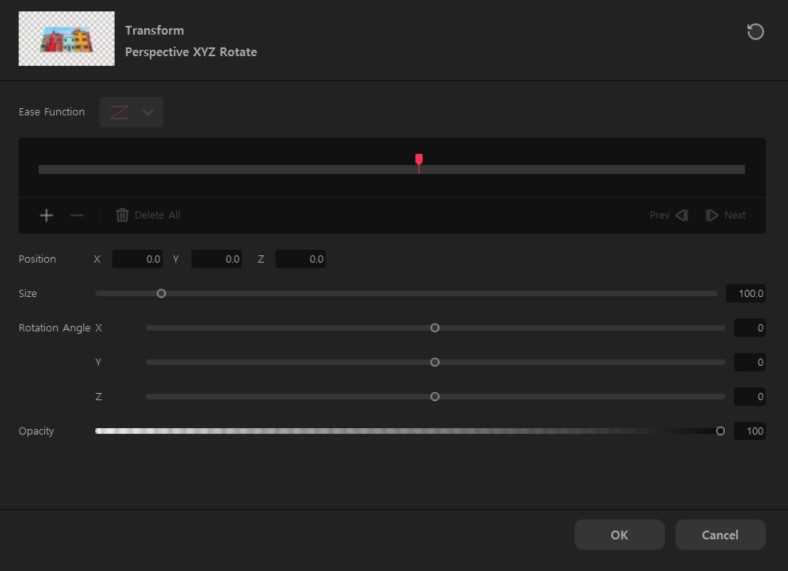 Transform
Perspective XYZ Rotate
Ease Function
Delete All Prev Next
Position X 0.0 Y 0.0 Z 0.0
Size 100.0
Rotation Angle X 0
Y 0
Z 0
Opacity 100
OK Cancel